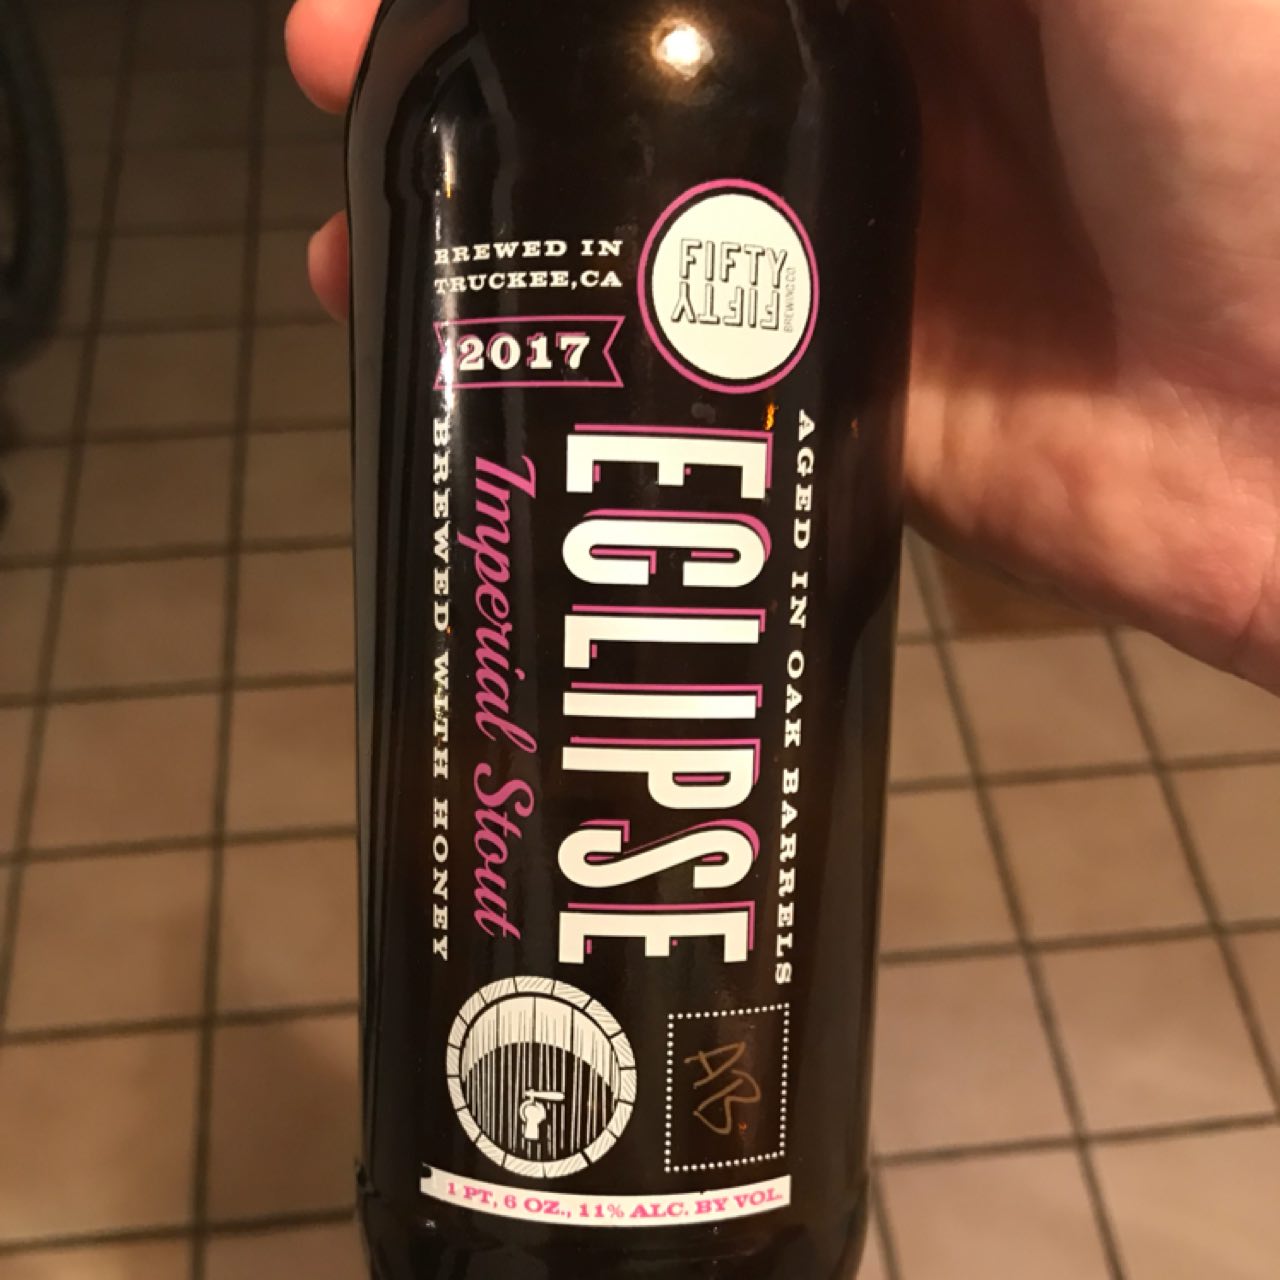 BREWED IN
TRUCKEE, CA
2017
FIFTY
FIFTY
BREWING CO
AGED IN OAK BARRELS
ECLIPSE
Imperial Stout
BREWED WITH HONEY
AB
1 PT, 6 OZ., 11% ALC. BY VOL.